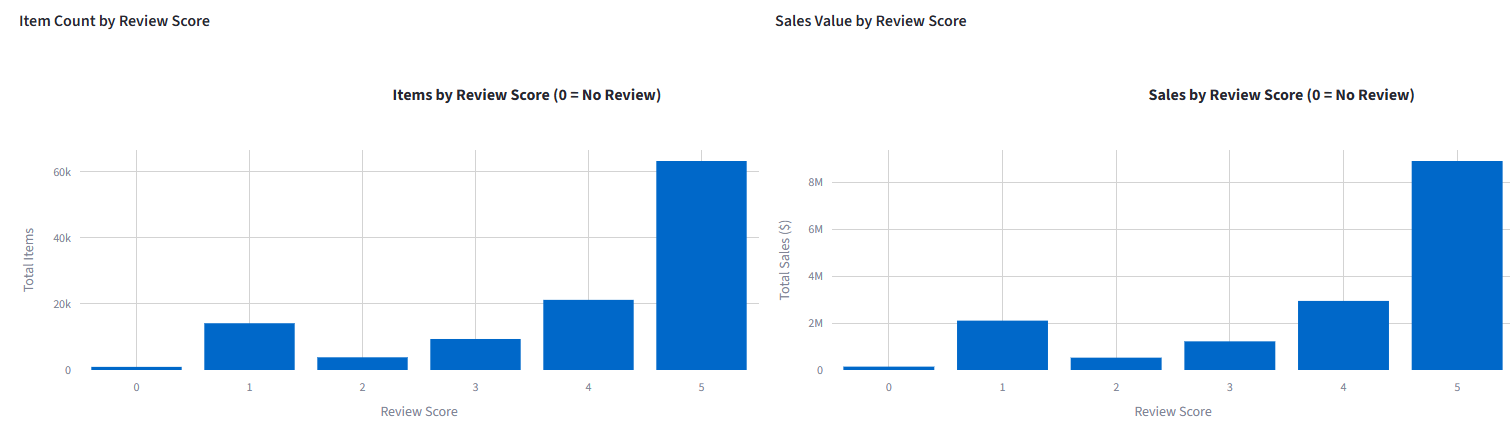 Item Count by Review Score
Items by Review Score (0 = No Review)
60k
40k
20k
0
Total Items
0 1 2 3 4 5
Review Score
Sales Value by Review Score
Sales by Review Score (0 = No Review)
8M
6M
4M
2M
0
Total Sales ($)
0 1 2 3 4 5
Review Score